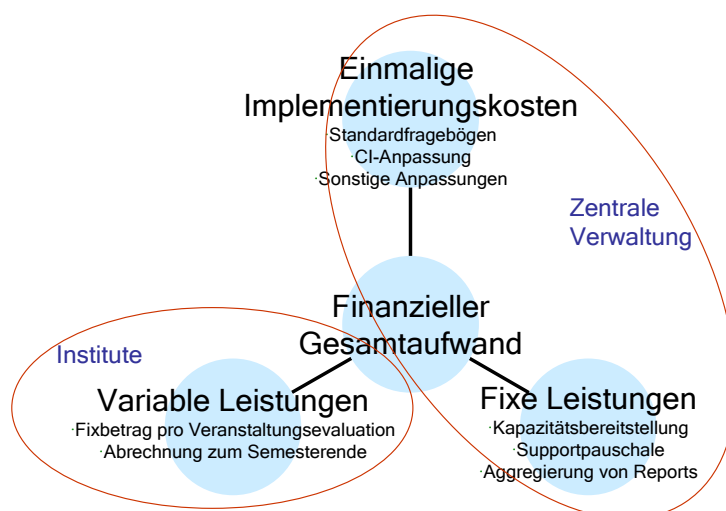 Einmalige
Implementierungskosten
·Standardfragebögen
·CI-Anpassung
·Sonstige Anpassungen
Zentrale
Verwaltung
Finanzieller
Gesamtaufwand
Institute
Variable Leistungen
·Fixbetrag pro Veranstaltungsevaluation
·Abrechnung zum Semesterende
Fixe Leistungen
·Kapazitätsbereitstellung
·Supportpauschale
·Aggregierung von Reports